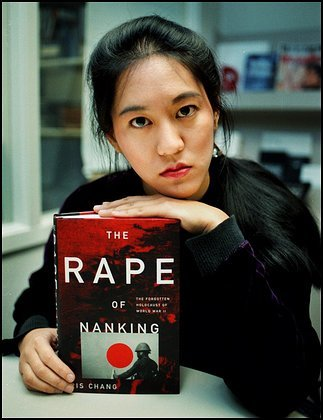 THE
RAPE
OF
THE FORGOTTEN
HOLOCAUST OF
WORLD WAR II
NANKING
IS CHANG